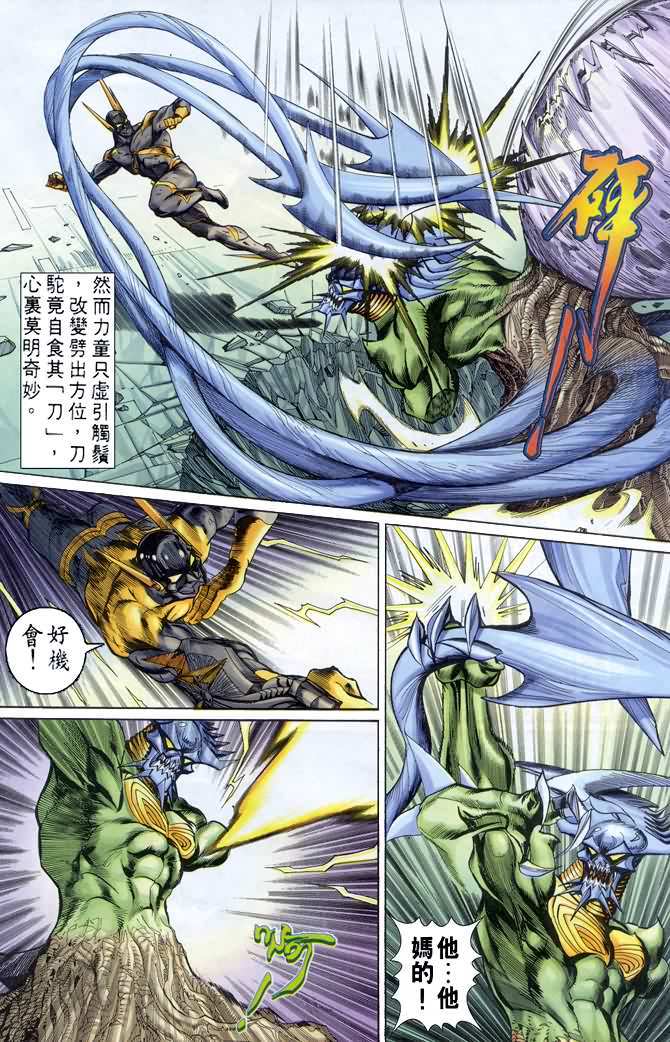 然而力童只虛引觸鬚
，改變劈出方位，刀
駝竟自食其「刀」，
心裏莫明奇妙。
砰
好機
會！
他…他
媽的！